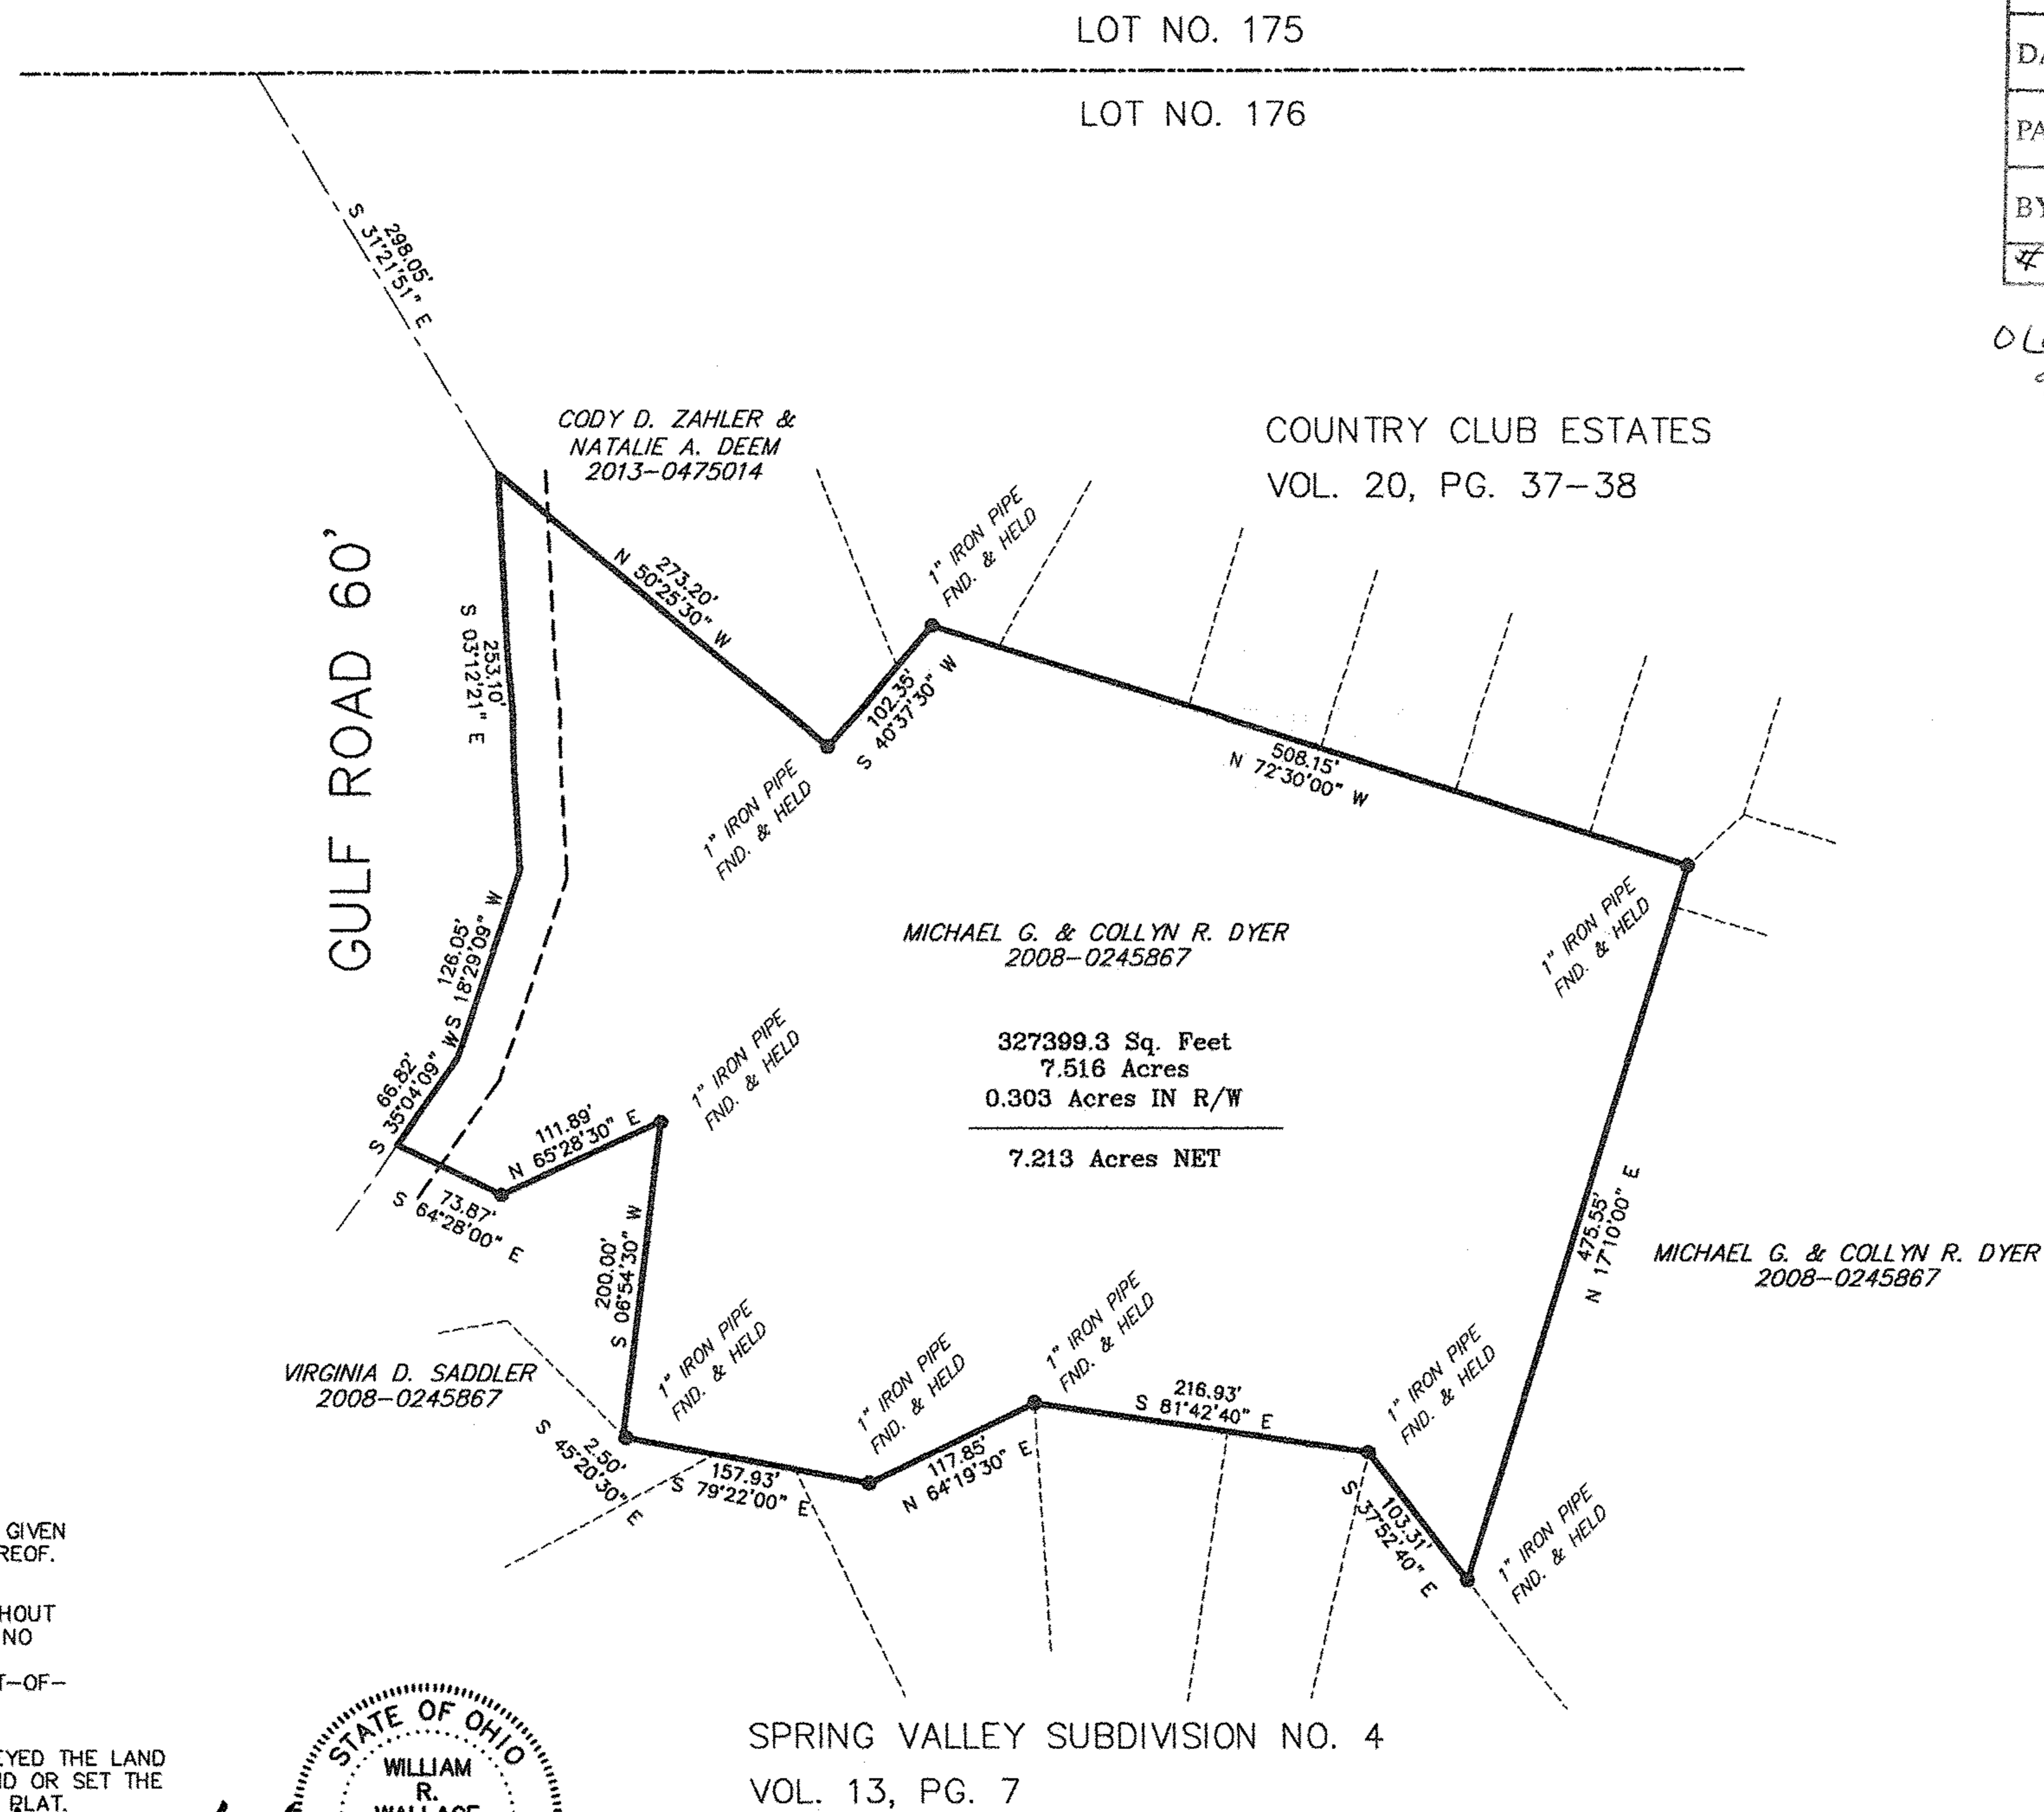 LOT NO. 175
LOT NO. 176
298.05'
S 31°21'51" E
CODY D. ZAHLER &
NATALIE A. DEEM
2013-0475014
COUNTRY CLUB ESTATES
VOL. 20, PG. 37-38
GULF ROAD 60'
253.10'
S 03°12'21" E
273.20'
N 50°25'30" W
1" IRON PIPE
FND. & HELD
102.35'
S 40°37'30" W
1" IRON PIPE
FND. & HELD
508.15'
N 72°30'00" W
1" IRON PIPE
FND. & HELD
MICHAEL G. & COLLYN R. DYER
2008-0245867
126.05'
S 18°29'09" W
66.82'
S 35°04'09" W
327399.3 Sq. Feet
7.516 Acres
0.303 Acres IN R/W
7.213 Acres NET
1" IRON PIPE
FND. & HELD
111.89'
N 65°28'30" E
73.87'
S 64°28'00" E
200.00'
S 06°54'30" W
475.55'
N 17°10'00" E
MICHAEL G. & COLLYN R. DYER
2008-0245867
VIRGINIA D. SADDLER
2008-0245867
1" IRON PIPE
FND. & HELD
2.50'
S 45°20'30" E
157.93'
S 79°22'00" E
1" IRON PIPE
FND. & HELD
117.85'
N 64°19'30" E
1" IRON PIPE
FND. & HELD
216.93'
S 81°42'40" E
1" IRON PIPE
FND. & HELD
103.31'
S 37°52'40" E
1" IRON PIPE
FND. & HELD
SPRING VALLEY SUBDIVISION NO. 4
VOL. 13, PG. 7
GIVEN
REOF.
HOUT
NO
T-OF-
EYED THE LAND
ND OR SET THE
PLAT.
STATE OF OHIO
WILLIAM
R.
WALLACE
DA
PA
BY
#